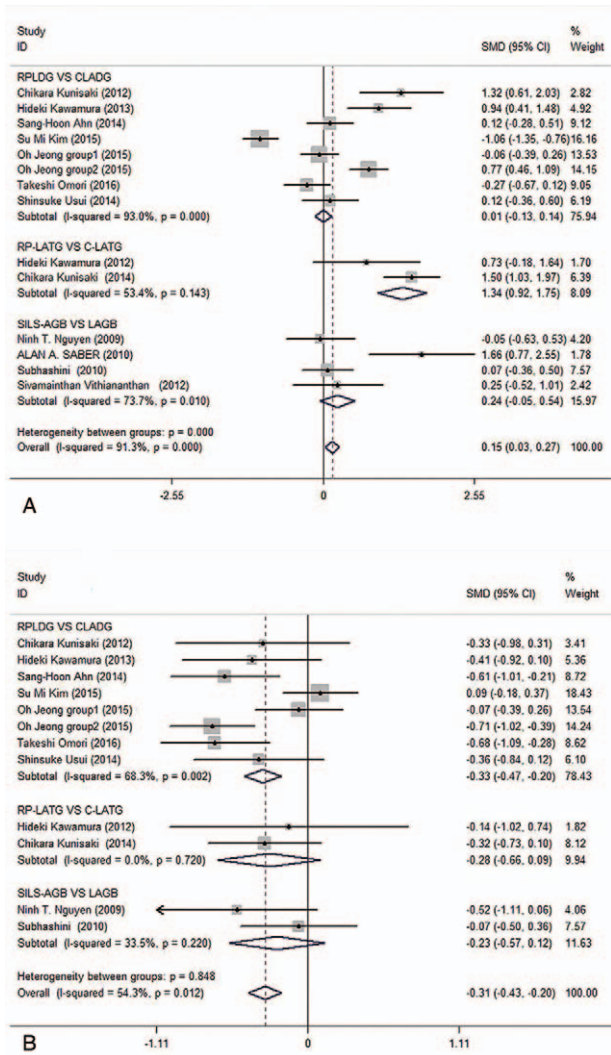 Study %
ID SMD (95% CI) Weight
RPLDG VS CLADG
Chikara Kunisaki (2012) 1.32 (0.61, 2.03) 2.82
Hideki Kawamura (2013) 0.94 (0.41, 1.48) 4.92
Sang-Hoon Ahn (2014) 0.12 (-0.28, 0.51) 9.12
Su Mi Kim (2015) -1.06 (-1.35, -0.76) 16.16
Oh Jeong group1 (2015) -0.06 (-0.39, 0.26) 13.53
Oh Jeong group2 (2015) 0.77 (0.46, 1.09) 14.15
Takeshi Omori (2016) -0.27 (-0.67, 0.12) 9.05
Shinsuke Usui (2014) 0.12 (-0.36, 0.60) 6.19
Subtotal (I-squared = 93.0%, p = 0.000) 0.01 (-0.13, 0.14) 75.94
RP-LATG VS C-LATG
Hideki Kawamura (2012) 0.73 (-0.18, 1.64) 1.70
Chikara Kunisaki (2014) 1.50 (1.03, 1.97) 6.39
Subtotal (I-squared = 53.4%, p = 0.143) 1.34 (0.92, 1.75) 8.09
SILS-AGB VS LAGB
Ninh T. Nguyen (2009) -0.05 (-0.63, 0.53) 4.20
ALAN A. SABER (2010) 1.66 (0.77, 2.55) 1.78
Subhashini (2010) 0.07 (-0.36, 0.50) 7.57
Sivamainthan Vithiananthan (2012) 0.25 (-0.52, 1.01) 2.42
Subtotal (I-squared = 73.7%, p = 0.010) 0.24 (-0.05, 0.54) 15.97
Heterogeneity between groups: p = 0.000
Overall (I-squared = 91.3%, p = 0.000) 0.15 (0.03, 0.27) 100.00
-2.55 0 2.55
A
Study %
ID SMD (95% CI) Weight
RPLDG VS CLADG
Chikara Kunisaki (2012) -0.33 (-0.98, 0.31) 3.41
Hideki Kawamura (2013) -0.41 (-0.92, 0.10) 5.36
Sang-Hoon Ahn (2014) -0.61 (-1.01, -0.21) 8.72
Su Mi Kim (2015) 0.09 (-0.18, 0.37) 18.43
Oh Jeong group1 (2015) -0.07 (-0.39, 0.26) 13.54
Oh Jeong group2 (2015) -0.71 (-1.02, -0.39) 14.24
Takeshi Omori (2016) -0.68 (-1.09, -0.28) 8.62
Shinsuke Usui (2014) -0.36 (-0.84, 0.12) 6.10
Subtotal (I-squared = 68.3%, p = 0.002) -0.33 (-0.47, -0.20) 78.43
RP-LATG VS C-LATG
Hideki Kawamura (2012) -0.14 (-1.02, 0.74) 1.82
Chikara Kunisaki (2014) -0.32 (-0.73, 0.10) 8.12
Subtotal (I-squared = 0.0%, p = 0.720) -0.28 (-0.66, 0.09) 9.94
SILS-AGB VS LAGB
Ninh T. Nguyen (2009) -0.52 (-1.11, 0.06) 4.06
Subhashini (2010) -0.07 (-0.50, 0.36) 7.57
Subtotal (I-squared = 33.5%, p = 0.220) -0.23 (-0.57, 0.12) 11.63
Heterogeneity between groups: p = 0.848
Overall (I-squared = 54.3%, p = 0.012) -0.31 (-0.43, -0.20) 100.00
-1.11 0 1.11
B